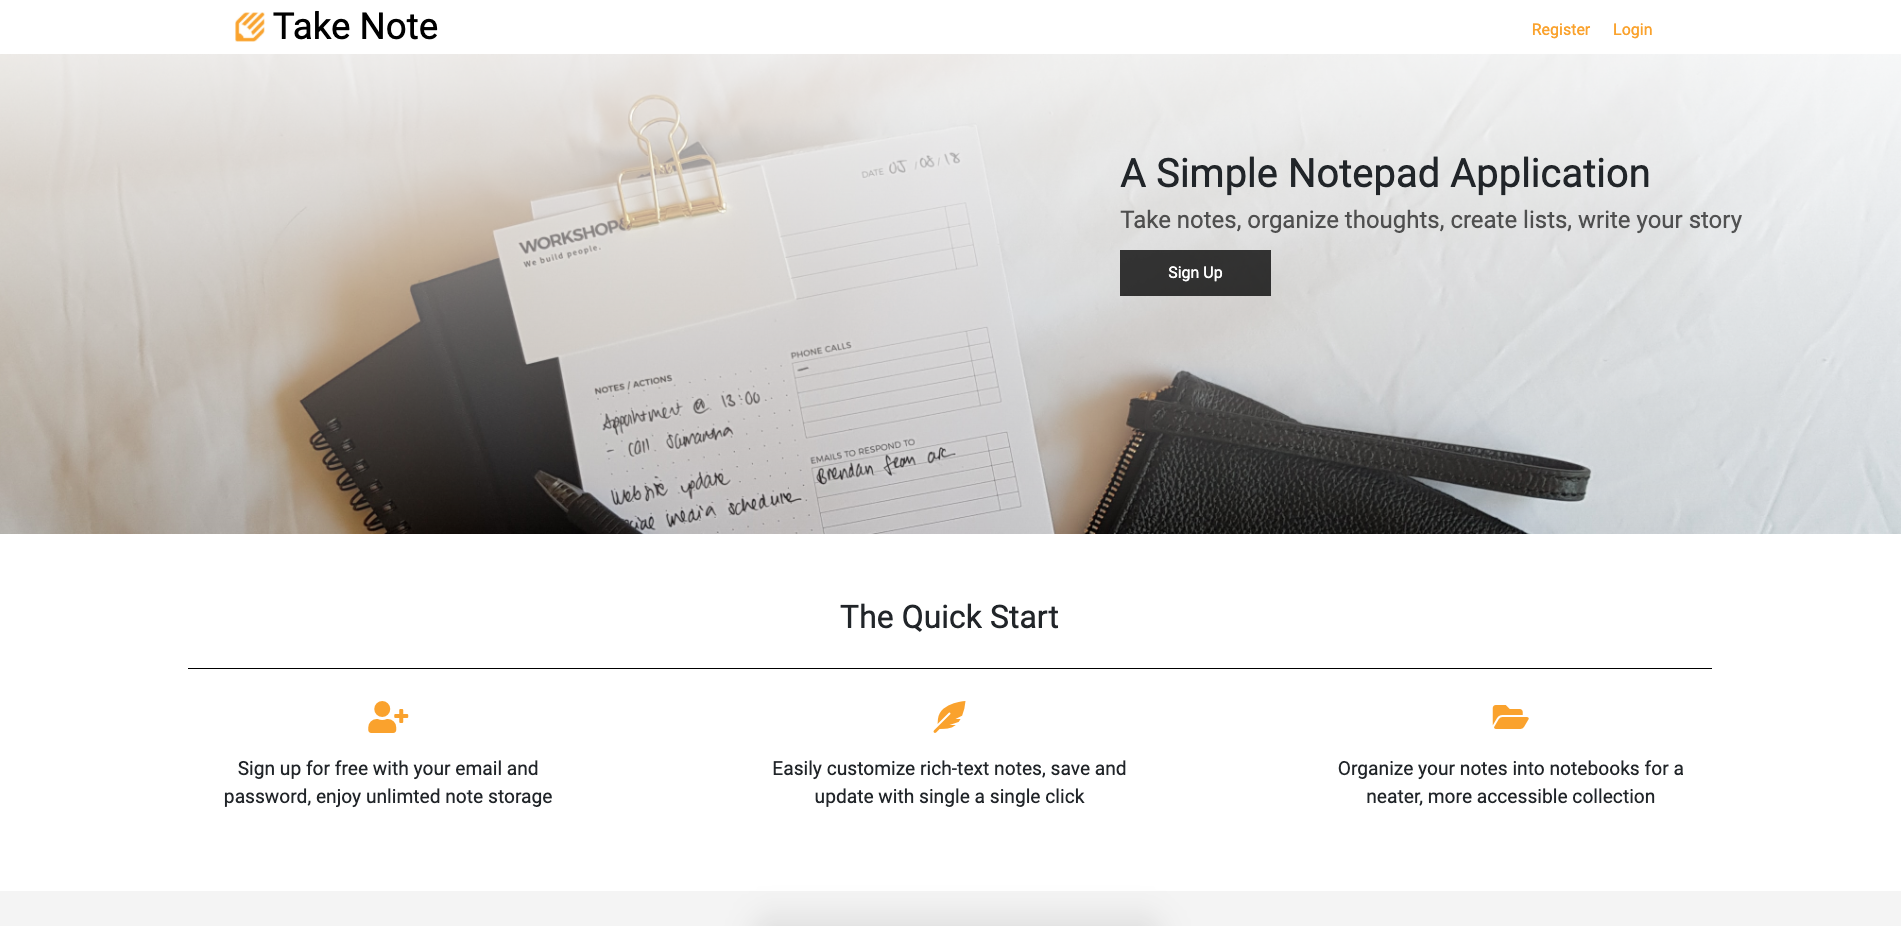 Take Note
Register
Login
A Simple Notepad Application
Take notes, organize thoughts, create lists, write your story
Sign Up
DATE 05 / 08 / 18
WORKSHOP
We build people.
PHONE CALLS
NOTES / ACTIONS
Appointment @ 13:00
- call Samantha
EMAILS TO RESPOND TO
Brendan from arc
Website update
media schedule
The Quick Start
Sign up for free with your email and
password, enjoy unlimted note storage
Easily customize rich-text notes, save and
update with single a single click
Organize your notes into notebooks for a
neater, more accessible collection